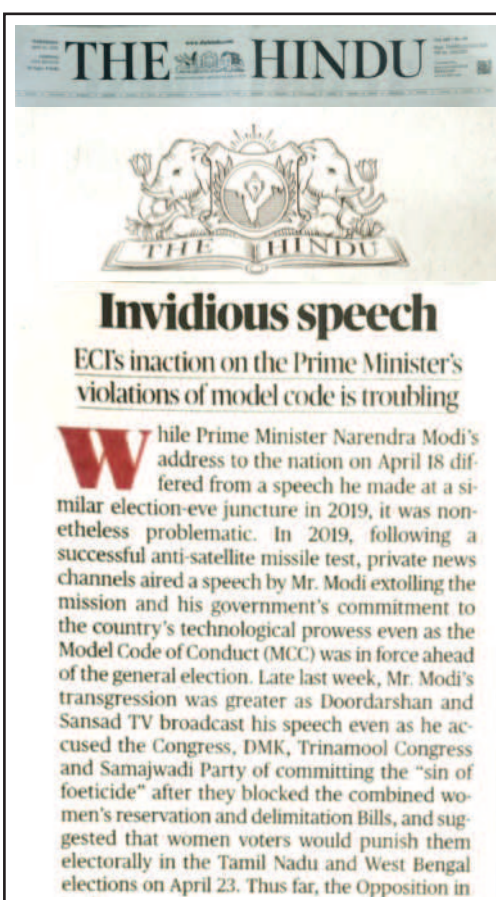 THE HINDU
THE HINDU
Invidious speech
ECI's inaction on the Prime Minister's
violations of model code is troubling
While Prime Minister Narendra Modi's
address to the nation on April 18 dif-
fered from a speech he made at a si-
milar election-eve juncture in 2019, it was non-
etheless problematic. In 2019, following a
successful anti-satellite missile test, private news
channels aired a speech by Mr. Modi extolling the
mission and his government's commitment to
the country's technological prowess even as the
Model Code of Conduct (MCC) was in force ahead
of the general election. Late last week, Mr. Modi's
transgression was greater as Doordarshan and
Sansad TV broadcast his speech even as he ac-
cused the Congress, DMK, Trinamool Congress
and Samajwadi Party of committing the "sin of
foeticide" after they blocked the combined wo-
men's reservation and delimitation Bills, and sug-
gested that women voters would punish them
electorally in the Tamil Nadu and West Bengal
elections on April 23. Thus far, the Opposition in